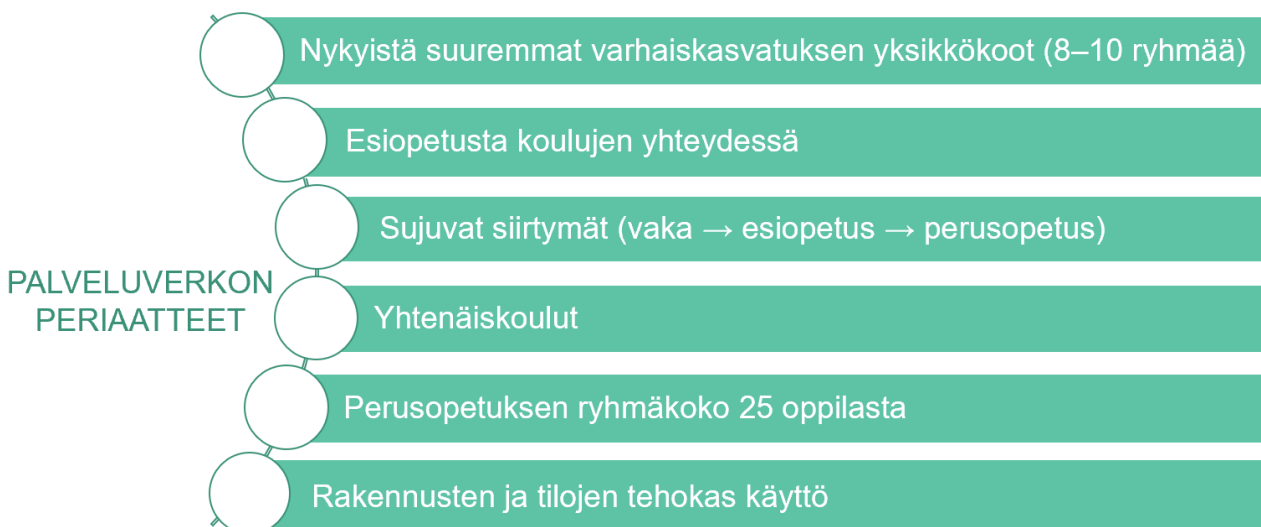 PALVELUVERKON
PERIAATTEET
Nykyistä suuremmat varhaiskasvatuksen yksikkökoot (8–10 ryhmää)
Esiopetusta koulujen yhteydessä
Sujuvat siirtymät (vaka → esiopetus → perusopetus)
Yhtenäiskoulut
Perusopetuksen ryhmäkoko 25 oppilasta
Rakennusten ja tilojen tehokas käyttö